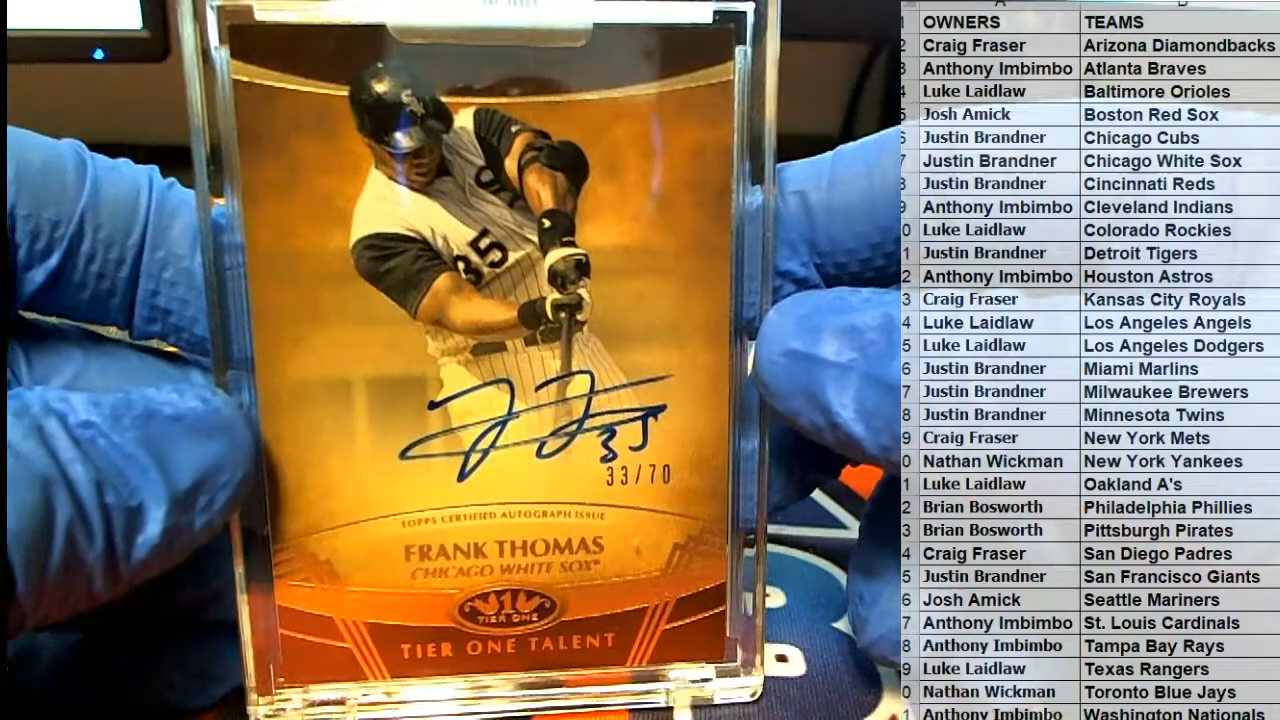 35
35
33/70
TOPPS CERTIFIED AUTOGRAPH ISSUE
FRANK THOMAS
CHICAGO WHITE SOX
1
TIER ONE
TIER ONE TALENT
OWNERS TEAMS
Craig Fraser Arizona Diamondbacks
Anthony Imbimbo Atlanta Braves
Luke Laidlaw Baltimore Orioles
Josh Amick Boston Red Sox
Justin Brandner Chicago Cubs
Justin Brandner Chicago White Sox
Justin Brandner Cincinnati Reds
Anthony Imbimbo Cleveland Indians
Luke Laidlaw Colorado Rockies
Justin Brandner Detroit Tigers
Anthony Imbimbo Houston Astros
Craig Fraser Kansas City Royals
Luke Laidlaw Los Angeles Angels
Luke Laidlaw Los Angeles Dodgers
Justin Brandner Miami Marlins
Justin Brandner Milwaukee Brewers
Justin Brandner Minnesota Twins
Craig Fraser New York Mets
Nathan Wickman New York Yankees
Luke Laidlaw Oakland A's
Brian Bosworth Philadelphia Phillies
Brian Bosworth Pittsburgh Pirates
Craig Fraser San Diego Padres
Justin Brandner San Francisco Giants
Josh Amick Seattle Mariners
Anthony Imbimbo St. Louis Cardinals
Anthony Imbimbo Tampa Bay Rays
Luke Laidlaw Texas Rangers
Nathan Wickman Toronto Blue Jays
Anthony Imbimbo Washington Nationals